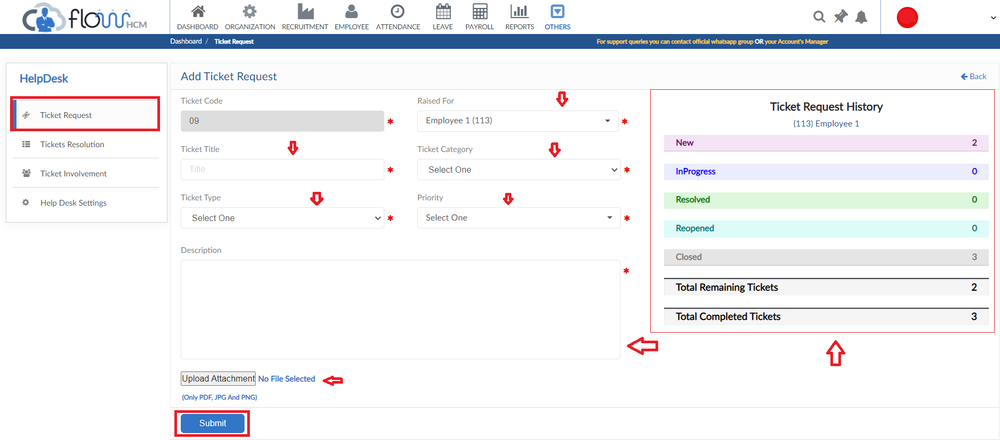 flowHCM
DASHBOARD ORGANIZATION RECRUITMENT EMPLOYEE ATTENDANCE LEAVE PAYROLL REPORTS OTHERS
Dashboard / Ticket Request
For support queries you can contact official whatsapp group OR your Account's Manager
HelpDesk
Ticket Request
Tickets Resolution
Ticket Involvement
Help Desk Settings
Add Ticket Request
Back
Ticket Code
09 *
Raised For
Employee 1 (113) *
Ticket Title
Title *
Ticket Category
Select One *
Ticket Type
Select One *
Priority
Select One *
Description
*
Upload Attachment No File Selected
(Only PDF, JPG And PNG)
Submit
Ticket Request History
(113) Employee 1
New 2
InProgress 0
Resolved 0
Reopened 0
Closed 3
Total Remaining Tickets 2
Total Completed Tickets 3